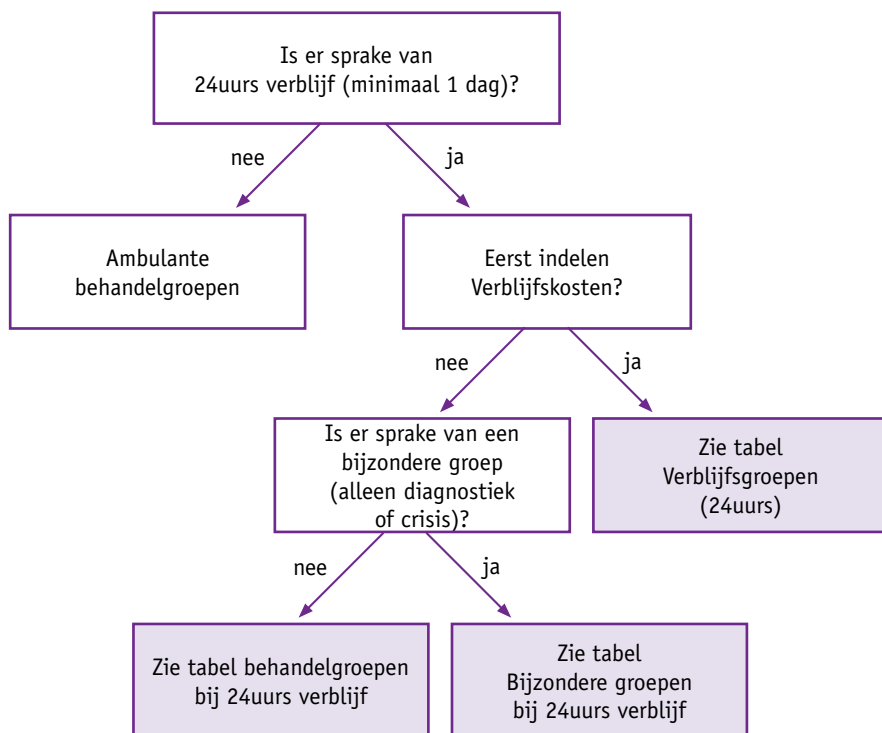 Is er sprake van
24uurs verblijf (minimaal 1 dag)?
nee
ja
Ambulante
behandelgroepen
Eerst indelen
Verblijfskosten?
nee
ja
Is er sprake van een
bijzondere groep
(alleen diagnostiek
of crisis)?
Zie tabel
Verblijfsgroepen
(24uurs)
nee
ja
Zie tabel behandelgroepen
bij 24uurs verblijf
Zie tabel
Bijzondere groepen
bij 24uurs verblijf